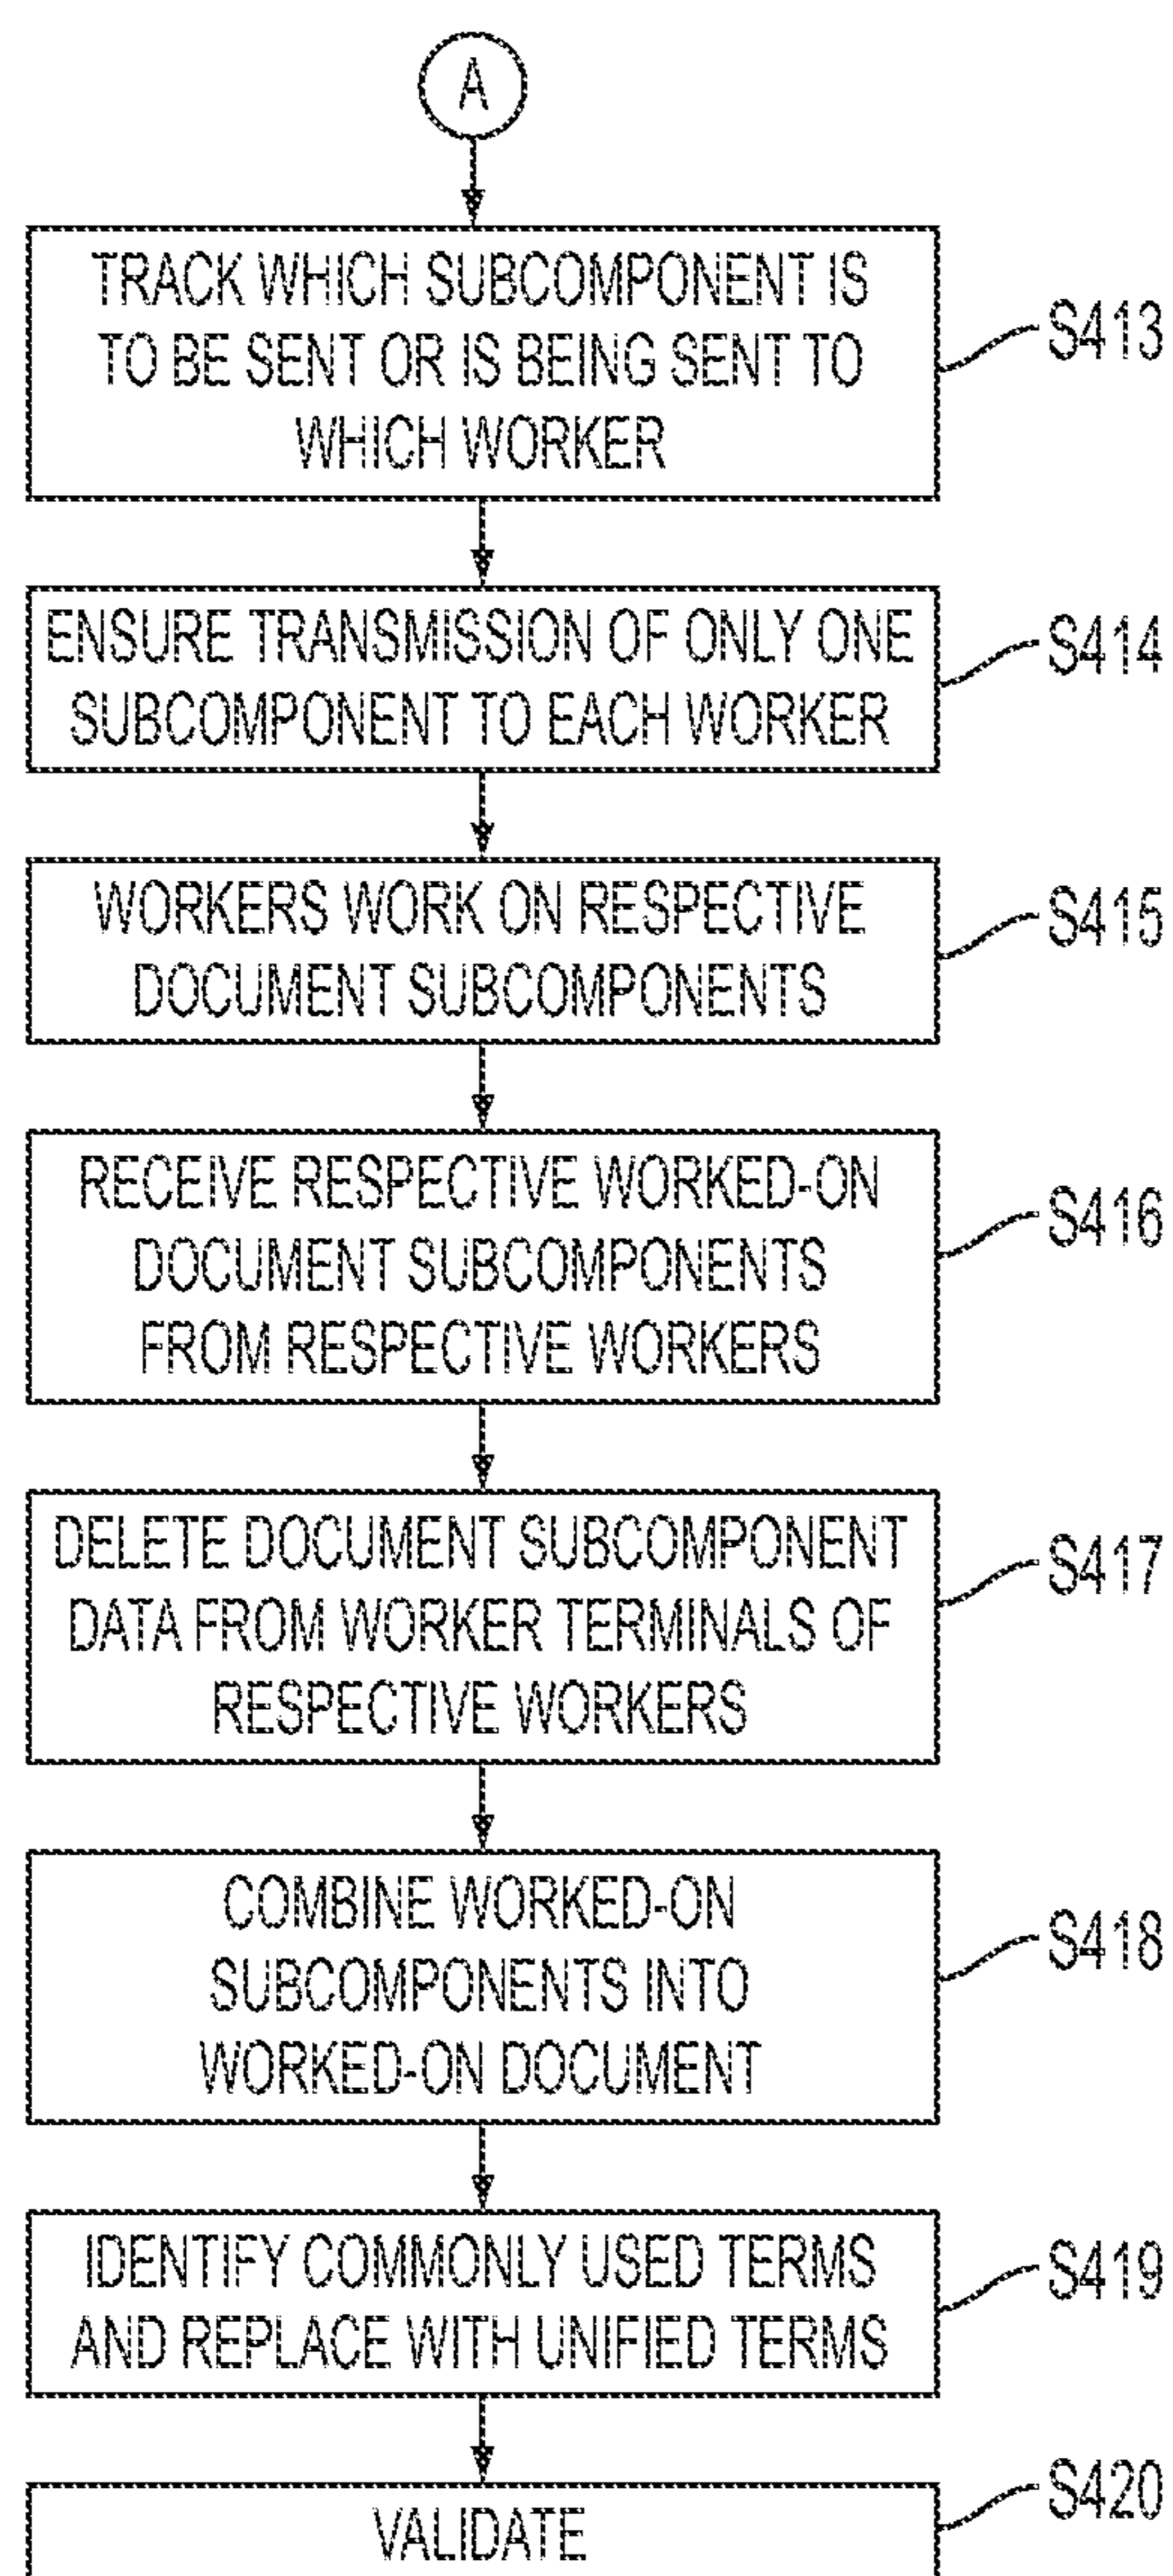 A
TRACK WHICH SUBCOMPONENT IS
TO BE SENT OR IS BEING SENT TO
WHICH WORKER
S413
ENSURE TRANSMISSION OF ONLY ONE
SUBCOMPONENT TO EACH WORKER
S414
WORKERS WORK ON RESPECTIVE
DOCUMENT SUBCOMPONENTS
S415
RECEIVE RESPECTIVE WORKED-ON
DOCUMENT SUBCOMPONENTS
FROM RESPECTIVE WORKERS
S416
DELETE DOCUMENT SUBCOMPONENT
DATA FROM WORKER TERMINALS OF
RESPECTIVE WORKERS
S417
COMBINE WORKED-ON
SUBCOMPONENTS INTO
WORKED-ON DOCUMENT
S418
IDENTIFY COMMONLY USED TERMS
AND REPLACE WITH UNIFIED TERMS
S419
VALIDATE
S420